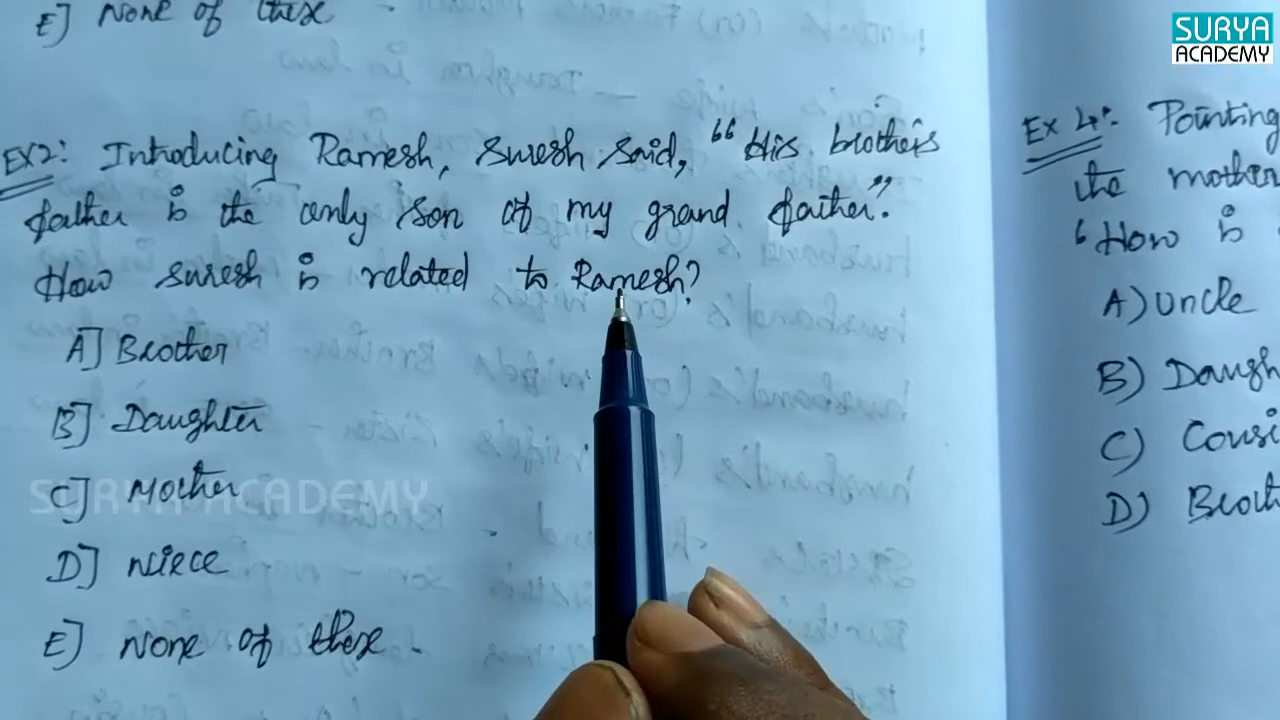 E] None of these
SURYA
ACADEMY
Ex2: Introducing Ramesh, Suresh said, "His brother's
father is the only son of my grand father."
How Suresh is related to Ramesh?
A] Brother
B] Daughter
C] Mother
D] Niece
E] None of these.
SURYA ACADEMY
Ex 4: Pointing
the mother
"How is
A) Uncle
B) Daugh
C) Cousi
D) Broth